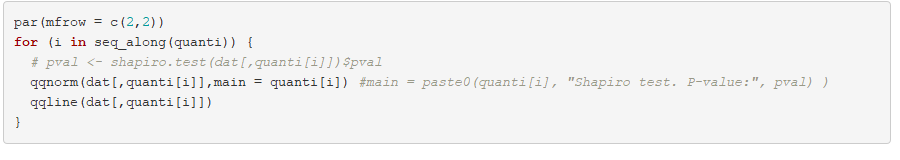 par(mfrow = c(2,2))
for (i in seq_along(quanti)) {
  # pval <- shapiro.test(dat[,quanti[i]])$pval
  qqnorm(dat[,quanti[i]],main = quanti[i]) #main = paste0(quanti[i], "Shapiro test. P-value:", pval) )
  qqline(dat[,quanti[i]])
}